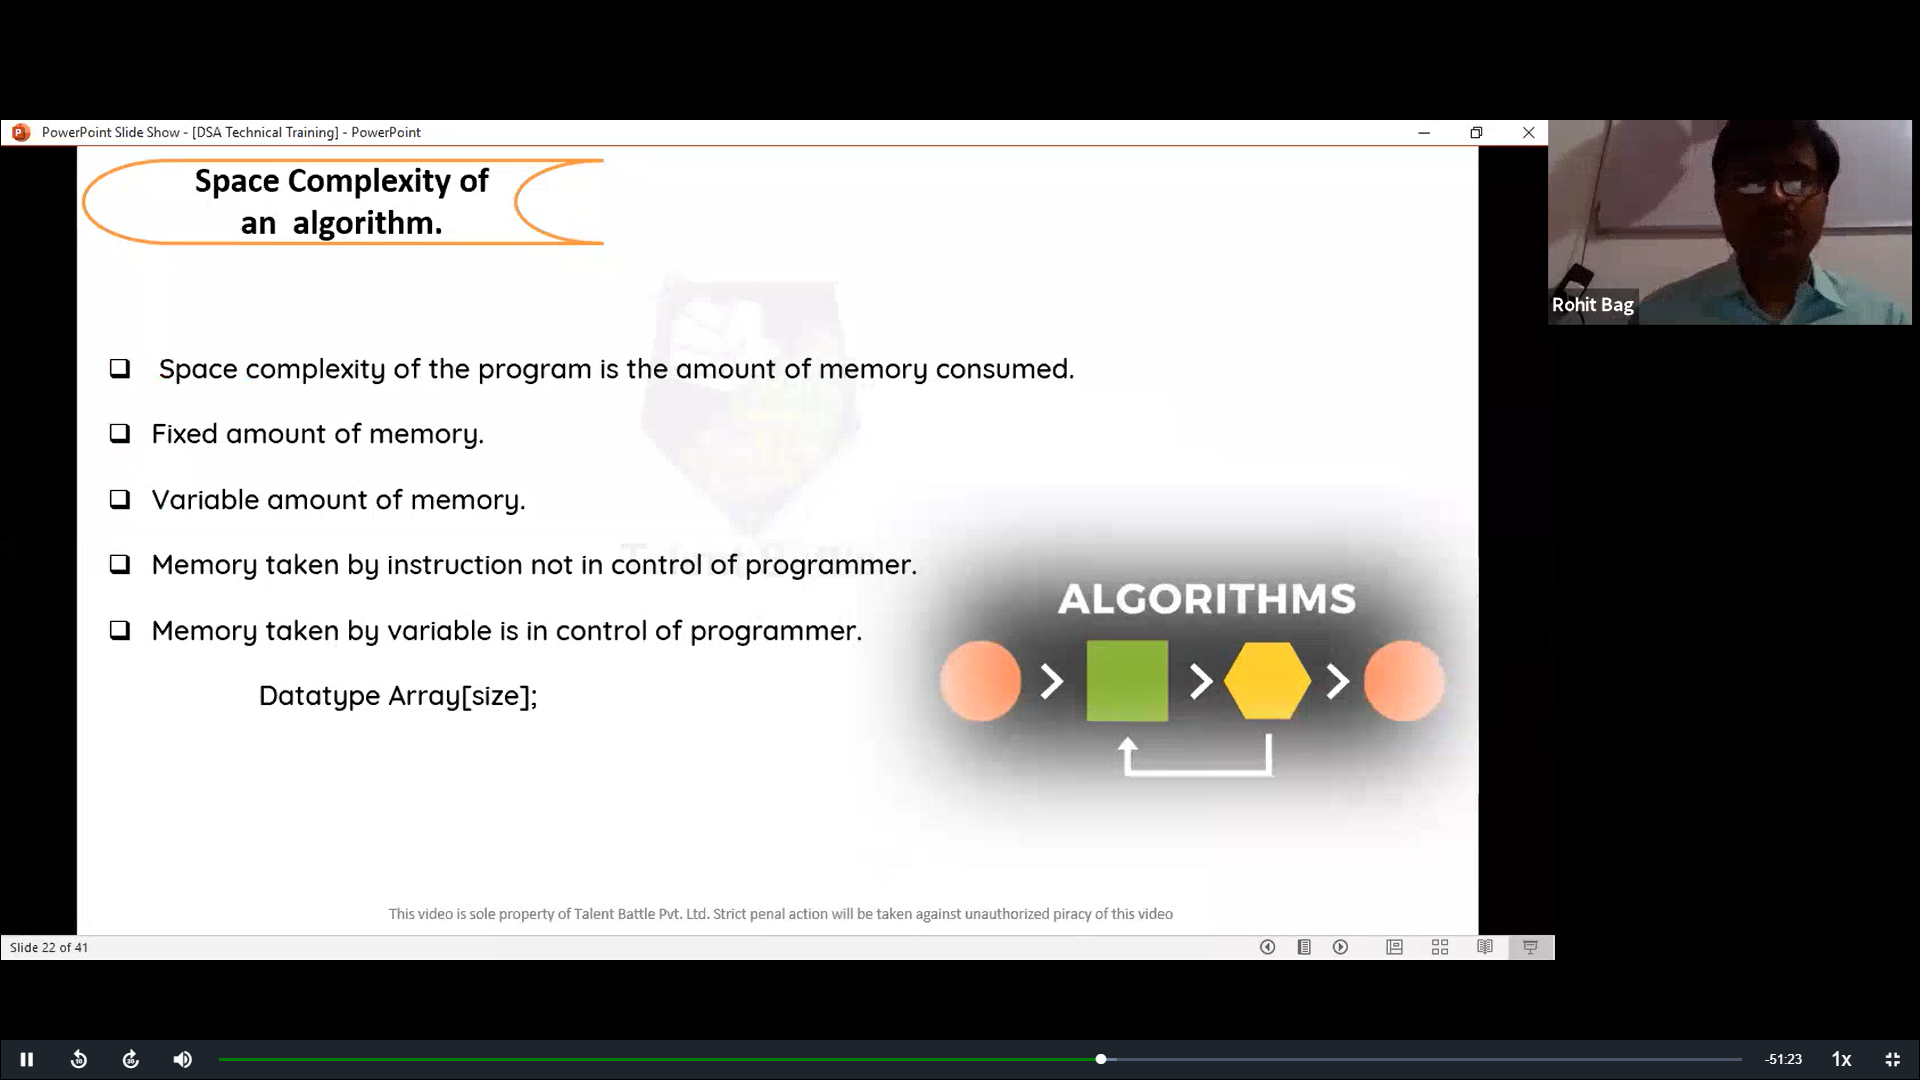 PowerPoint Slide Show - [DSA Technical Training] - PowerPoint
Space Complexity of
an algorithm.
Rohit Bag
Space complexity of the program is the amount of memory consumed.
Fixed amount of memory.
Variable amount of memory.
Memory taken by instruction not in control of programmer.
Memory taken by variable is in control of programmer.
Datatype Array[size];
ALGORITHMS
This video is sole property of Talent Battle Pvt. Ltd. Strict penal action will be taken against unauthorized piracy of this video
Slide 22 of 41
-51:23
1x